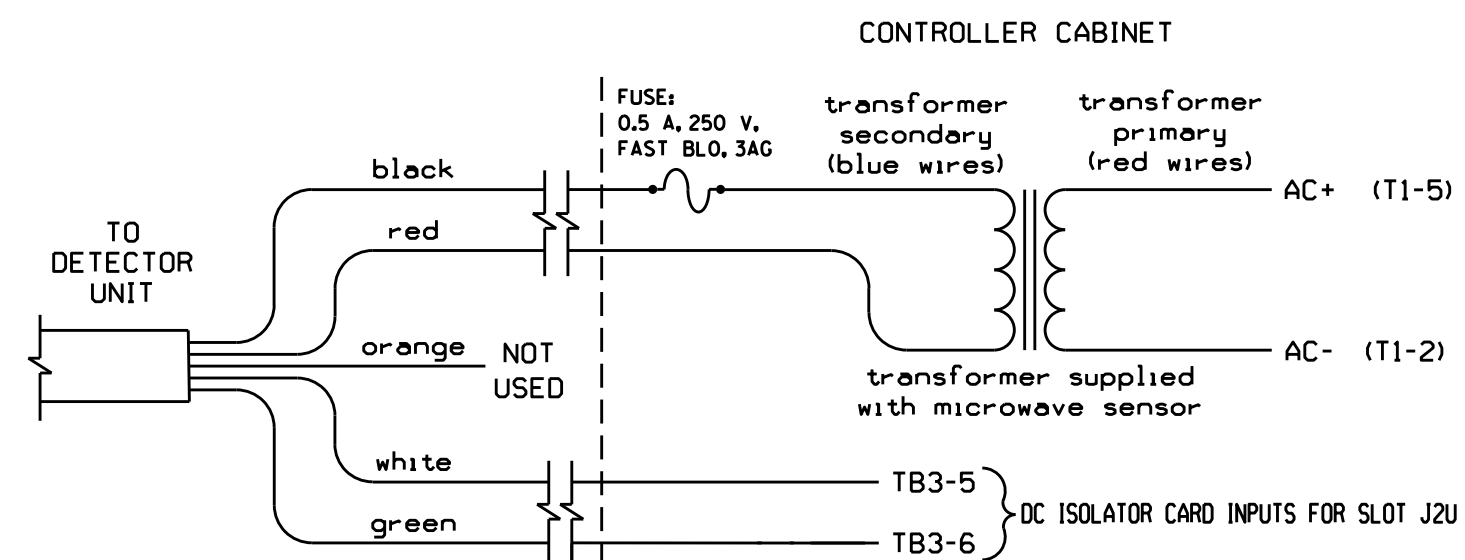 CONTROLLER CABINET
FUSE:
0.5 A, 250 V,
FAST BLO, 3AG
transformer
secondary
(blue wires)
transformer
primary
(red wires)
black
AC+ (T1-5)
red
TO
DETECTOR
UNIT
orange
NOT
USED
AC- (T1-2)
transformer supplied
with microwave sensor
white
TB3-5
DC ISOLATOR CARD INPUTS FOR SLOT J2U
green
TB3-6